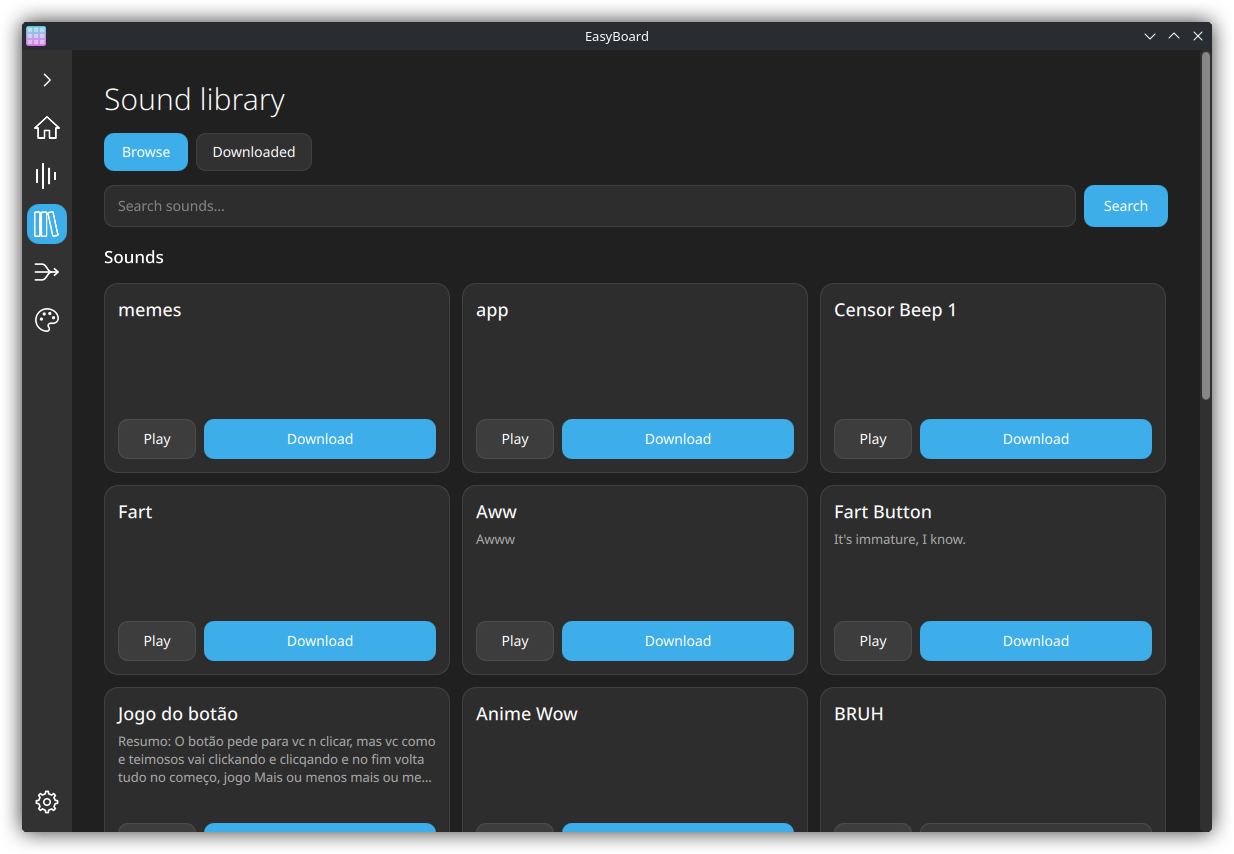 EasyBoard
Sound library
Browse
Downloaded
Search sounds...
Search
Sounds
memes
app
Censor Beep 1
Play
Download
Play
Download
Play
Download
Fart
Aww
Fart Button
Awww
It's immature, I know.
Play
Download
Play
Download
Play
Download
Jogo do botão
Anime Wow
BRUH
Resumo: O botão pede para vc n clicar, mas vc como
e teimosos vai clickando e clicqando e no fim volta
tudo no começo, jogo Mais ou menos mais ou me...